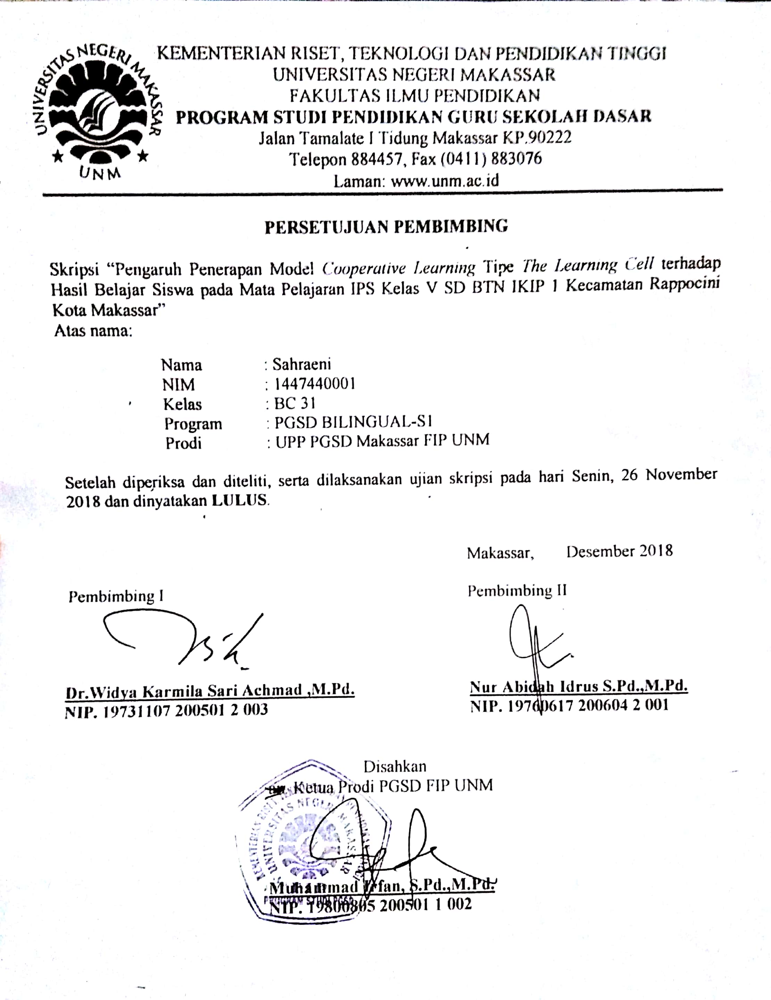 UNIVERSITAS NEGERI MAKASSAR
UNM
KEMENTERIAN RISET, TEKNOLOGI DAN PENDIDIKAN TINGGI
UNIVERSITAS NEGERI MAKASSAR
FAKULTAS ILMU PENDIDIKAN
PROGRAM STUDI PENDIDIKAN GURU SEKOLAH DASAR
Jalan Tamalate I Tidung Makassar KP.90222
Telepon 884457, Fax (0411) 883076
Laman: www.unm.ac.id
PERSETUJUAN PEMBIMBING
Skripsi “Pengaruh Penerapan Model Cooperative Learning Tipe The Learning Cell terhadap
Hasil Belajar Siswa pada Mata Pelajaran IPS Kelas V SD BTN IKIP 1 Kecamatan Rappocini
Kota Makassar”
Atas nama:
Nama : Sahraeni
NIM : 1447440001
Kelas : BC 31
Program : PGSD BILINGUAL-S1
Prodi : UPP PGSD Makassar FIP UNM
Setelah diperiksa dan diteliti, serta dilaksanakan ujian skripsi pada hari Senin, 26 November
2018 dan dinyatakan LULUS.
Makassar, Desember 2018
Pembimbing I
Pembimbing II
Dr.Widya Karmila Sari Achmad ,M.Pd.
NIP. 19731107 200501 2 003
Nur Abidah Idrus S.Pd.,M.Pd.
NIP. 19760617 200604 2 001
Disahkan
Ketua Prodi PGSD FIP UNM
UNIVERSITAS NEGERI MAKASSAR
Muhammad Irfan, S.Pd.,M.Pd.
PROGRAM STUDI PGSD
NIP. 19800805 200501 1 002